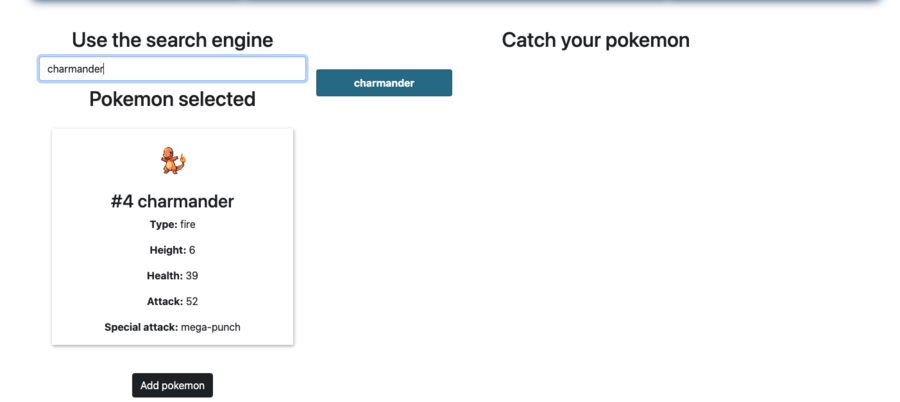 Use the search engine
charmander
Pokemon selected
#4 charmander
Type: fire
Height: 6
Health: 39
Attack: 52
Special attack: mega-punch
Add pokemon
charmander
Catch your pokemon